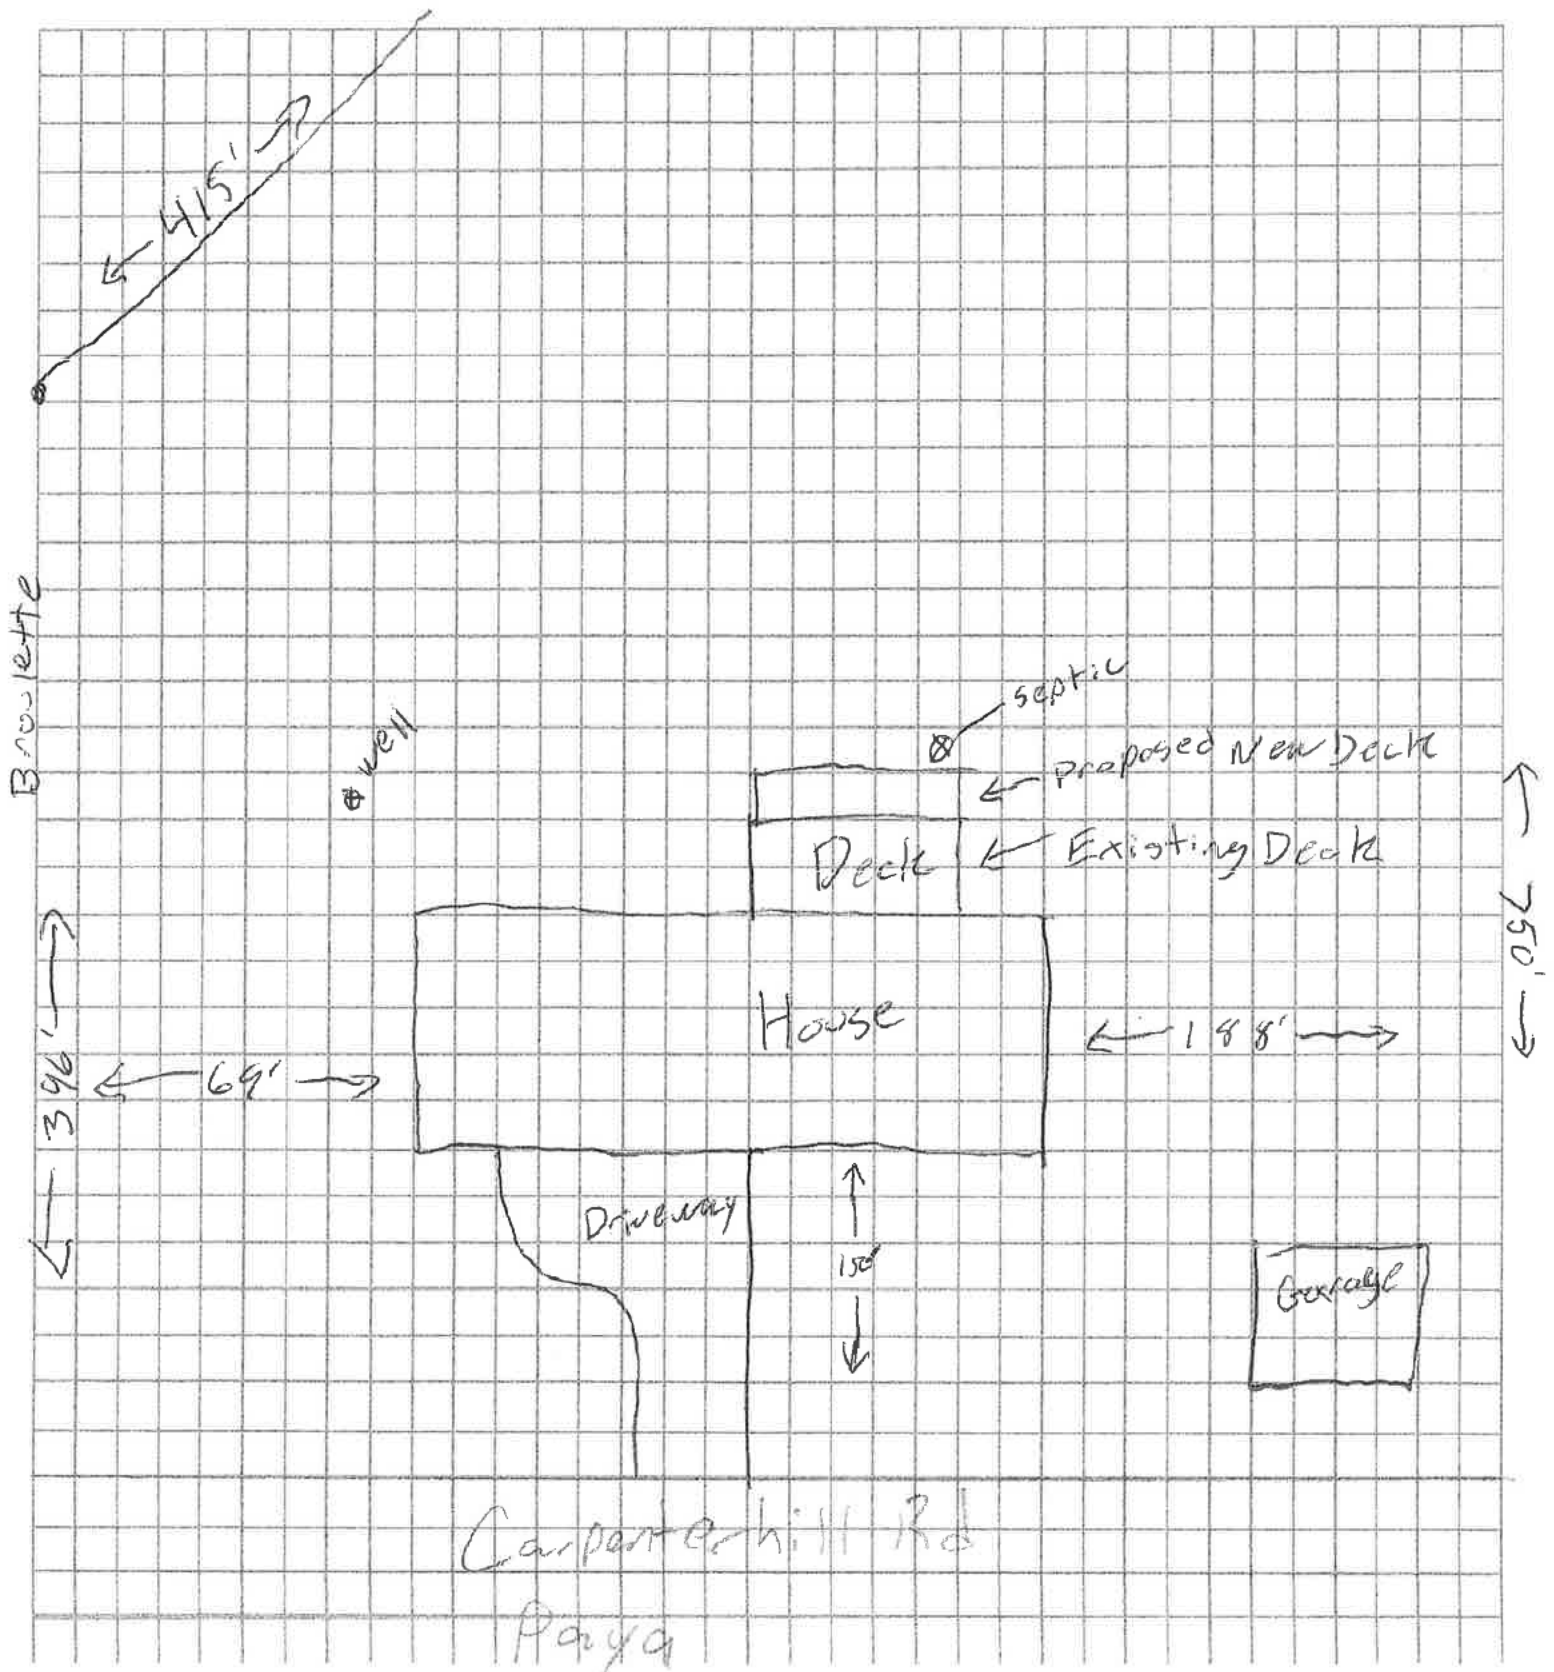 415'
Broulette
well
septic
Proposed New Deck
Deck
Existing Deck
750'
House
188'
396'
69'
Driveway
150'
Garage
Carpenterhill Rd
Paya